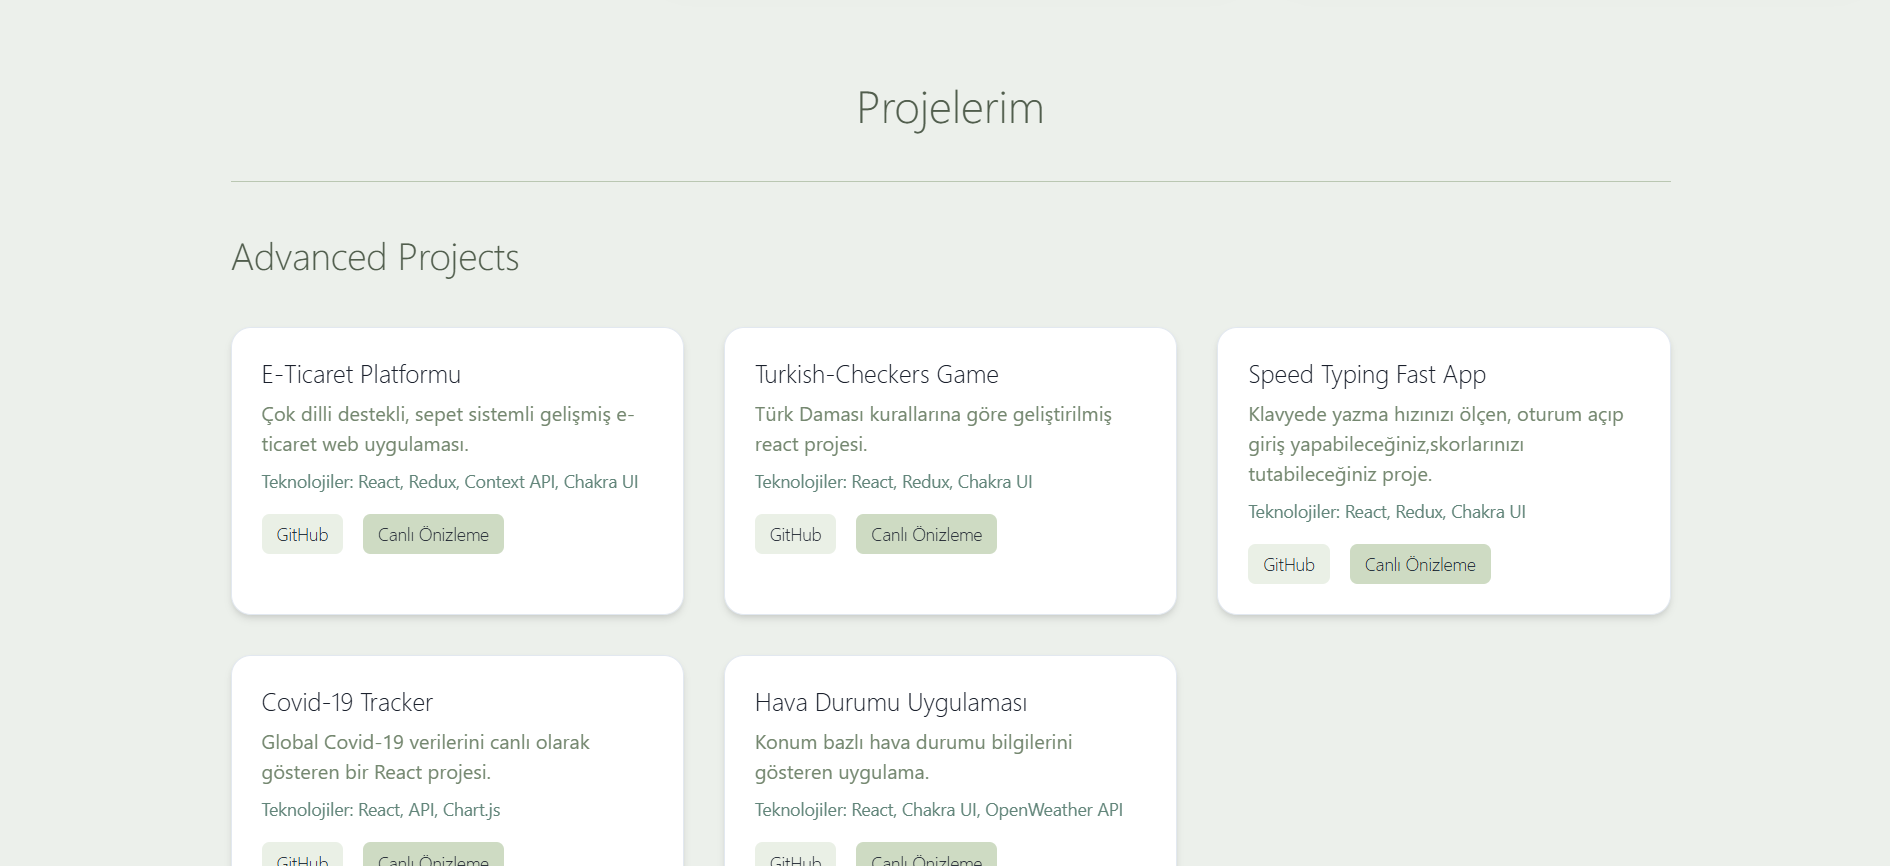 Projelerim
Advanced Projects
E-Ticaret Platformu
Çok dilli destekli, sepet sistemli gelişmiş e-
ticaret web uygulaması.
Teknolojiler: React, Redux, Context API, Chakra UI
GitHub
Canlı Önizleme
Turkish-Checkers Game
Türk Daması kurallarına göre geliştirilmiş
react projesi.
Teknolojiler: React, Redux, Chakra UI
GitHub
Canlı Önizleme
Speed Typing Fast App
Klavyede yazma hızınızı ölçen, oturum açıp
giriş yapabileceğiniz,skorlarınızı
tutabileceğiniz proje.
Teknolojiler: React, Redux, Chakra UI
GitHub
Canlı Önizleme
Covid-19 Tracker
Global Covid-19 verilerini canlı olarak
gösteren bir React projesi.
Teknolojiler: React, API, Chart.js
GitHub
Canlı Önizleme
Hava Durumu Uygulaması
Konum bazlı hava durumu bilgilerini
gösteren uygulama.
Teknolojiler: React, Chakra UI, OpenWeather API
GitHub
Canlı Önizleme